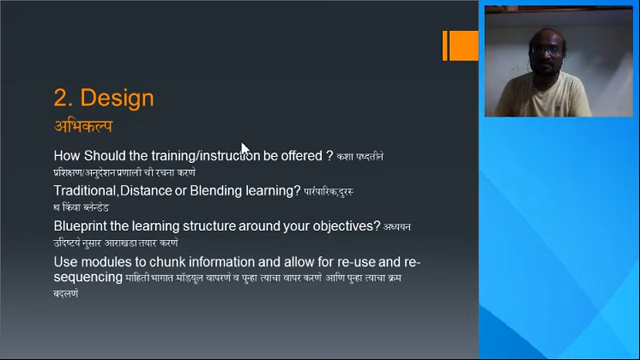 2. Design
अभिकल्प
How Should the training/instruction be offered ? कशा पध्दतीने
प्रशिक्षण/अनुदेशन प्रणाली ची रचना करणे
Traditional,Distance or Blending learning? पारंपारिक,दुरस्
थ किंवा ब्लेन्डेड
Blueprint the learning structure around your objectives? अध्ययन
उदिष्टये नुसार आराखडा तयार करणे
Use modules to chunk information and allow for re-use and re-
sequencing माहिती भागात मॉड्यूल वापरणे व पुन्हा त्याचा वापर करणे आणि पुन्हा त्याचा क्रम
बदलणे